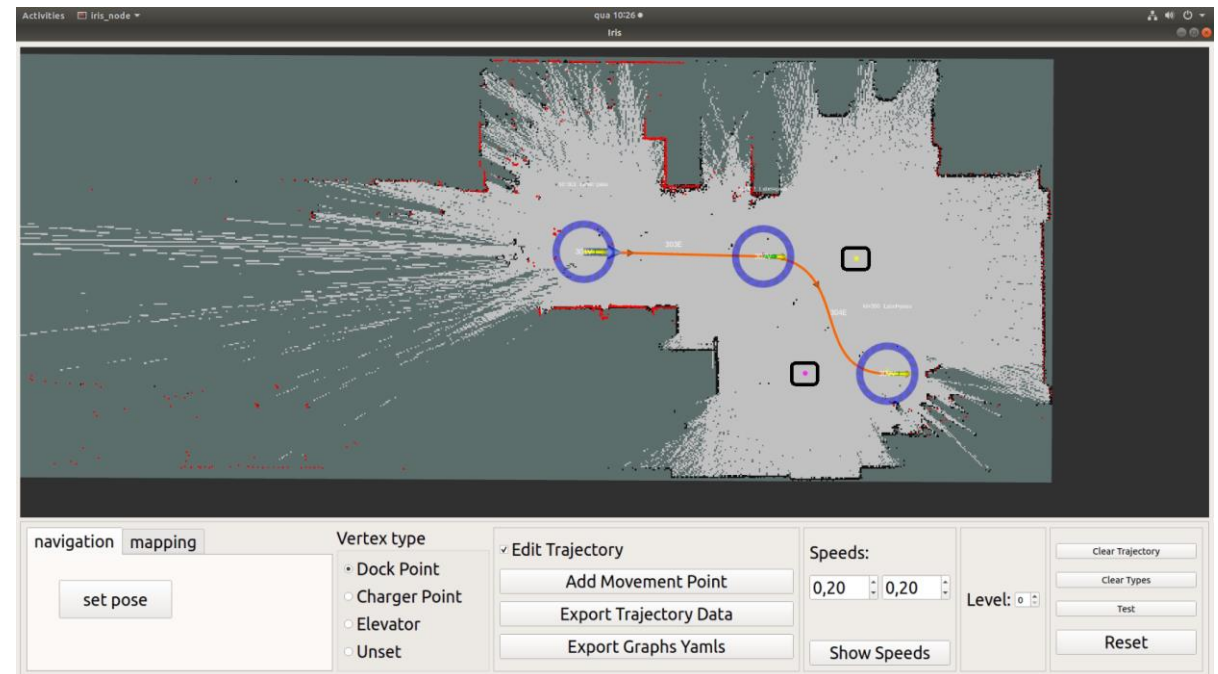 Activities iris_node qua 10:26
Iris
303E
304E
navigation mapping
set pose
Vertex type
Dock Point
Charger Point
Elevator
Unset
Edit Trajectory
Add Movement Point
Export Trajectory Data
Export Graphs Yamls
Speeds:
0,20 0,20
Show Speeds
Level: 0
Clear Trajectory
Clear Types
Test
Reset